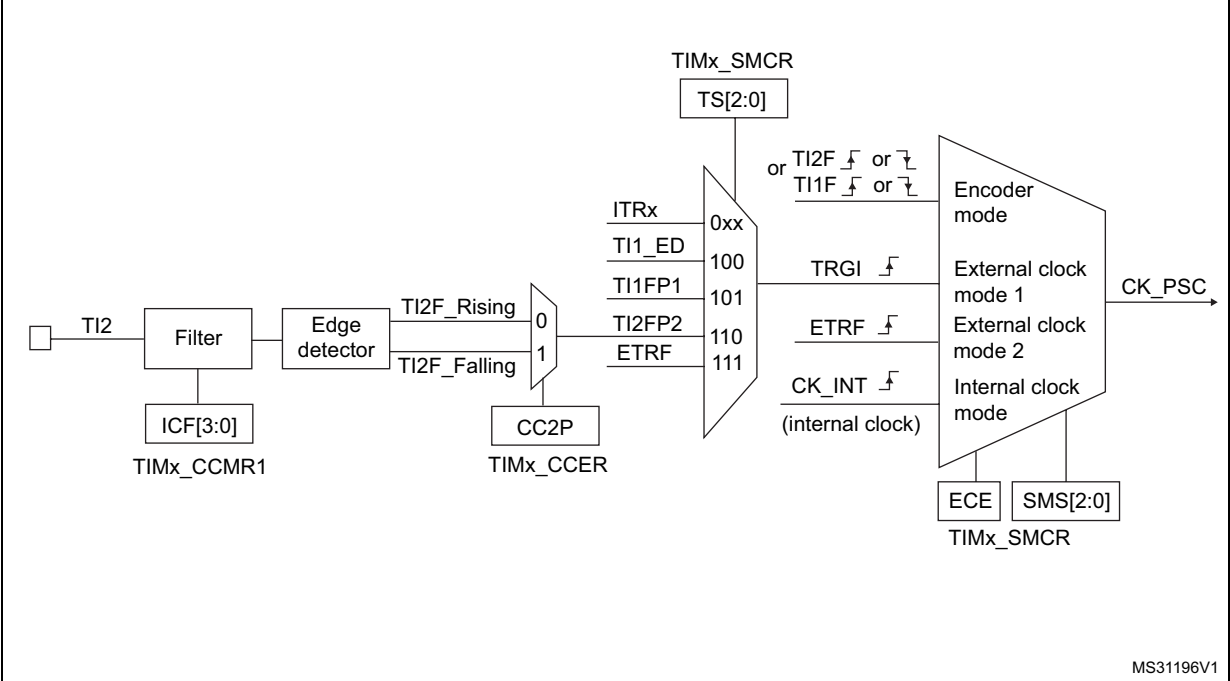 TIMx_SMCR
TS[2:0]
or TI2F or
TI1F or
Encoder
mode
ITRx
0xx
TI1_ED
100
TRGI
External clock
mode 1
CK_PSC
TI1FP1
101
TI2
Filter
Edge
detector
TI2F_Rising
0
TI2F_Falling
1
TI2FP2
110
ETRF
111
ETRF
External clock
mode 2
CK_INT
(internal clock)
Internal clock
mode
ICF[3:0]
TIMx_CCMR1
CC2P
TIMx_CCER
ECE
SMS[2:0]
TIMx_SMCR
MS31196V1